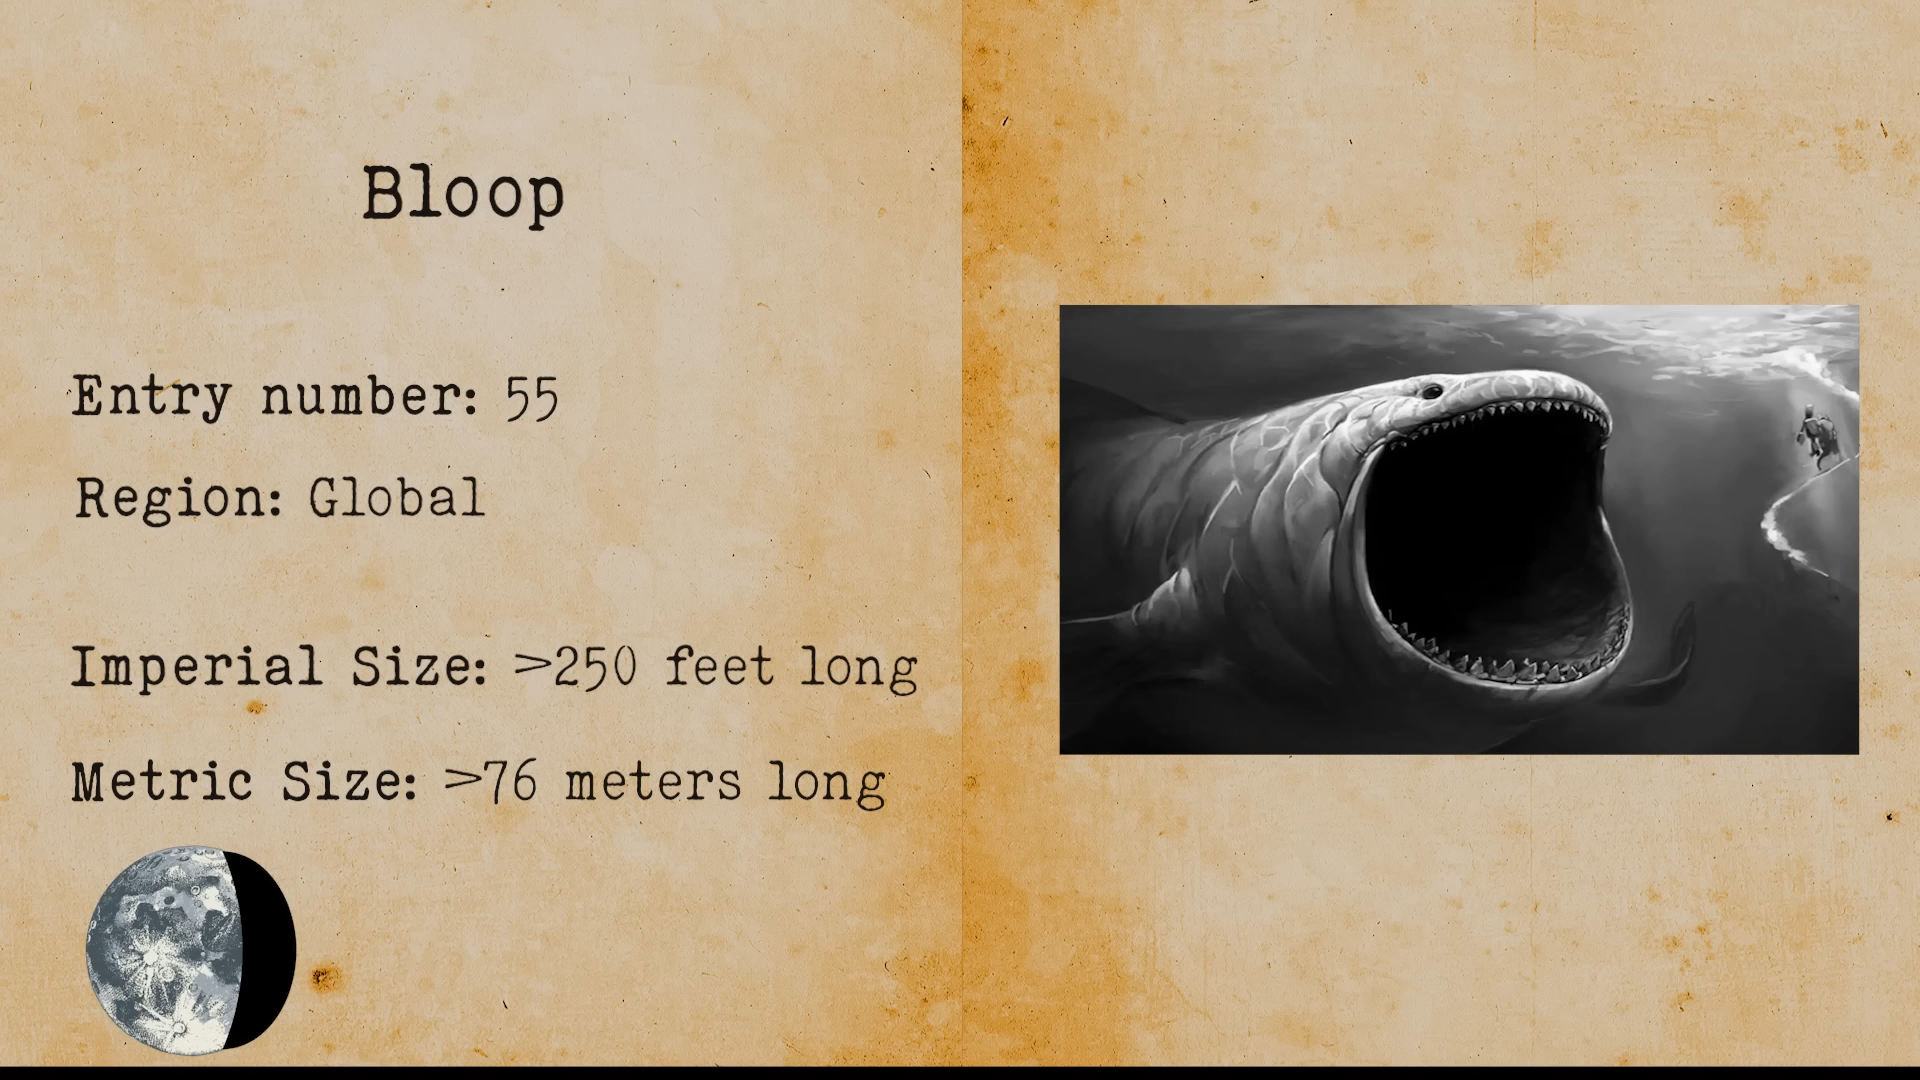 Bloop
Entry number: 55
Region: Global
Imperial Size: >250 feet long
Metric Size: >76 meters long